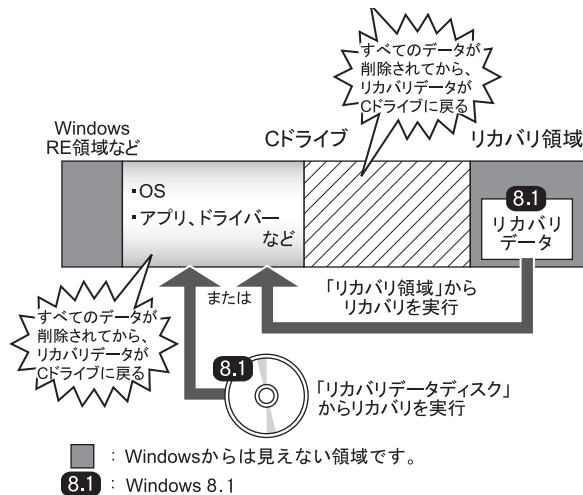 すべてのデータが
削除されてから、
リカバリデータが
Cドライブに戻る
Windows
RE領域など
Cドライブ
リカバリ領域
・OS
・アプリ、ドライバー
など
8.1
リカバリ
データ
または
「リカバリ領域」から
リカバリを実行
すべてのデータが
削除されてから、
リカバリデータが
Cドライブに戻る
8.1
「リカバリデータディスク」
からリカバリを実行
: Windowsからは見えない領域です。
8.1 : Windows 8.1